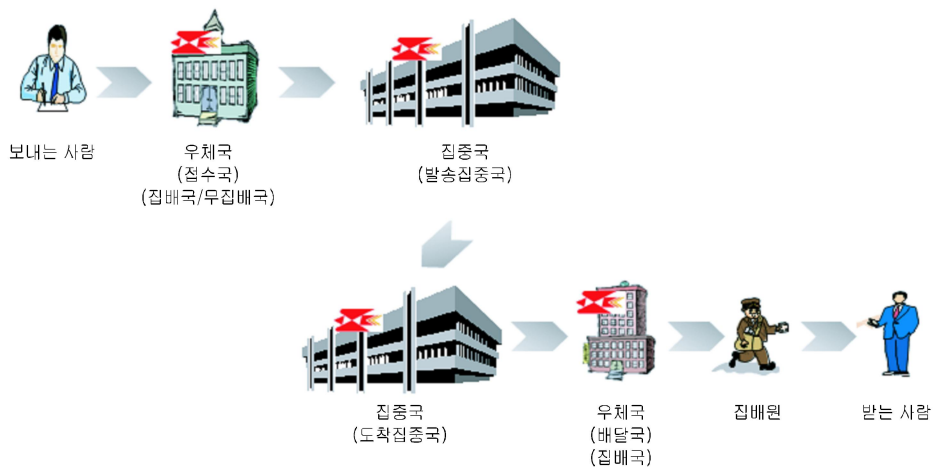 보내는 사람
우체국
(접수국)
(집배국/무집배국)
집중국
(발송집중국)
집중국
(도착집중국)
우체국
(배달국)
(집배국)
집배원
받는 사람